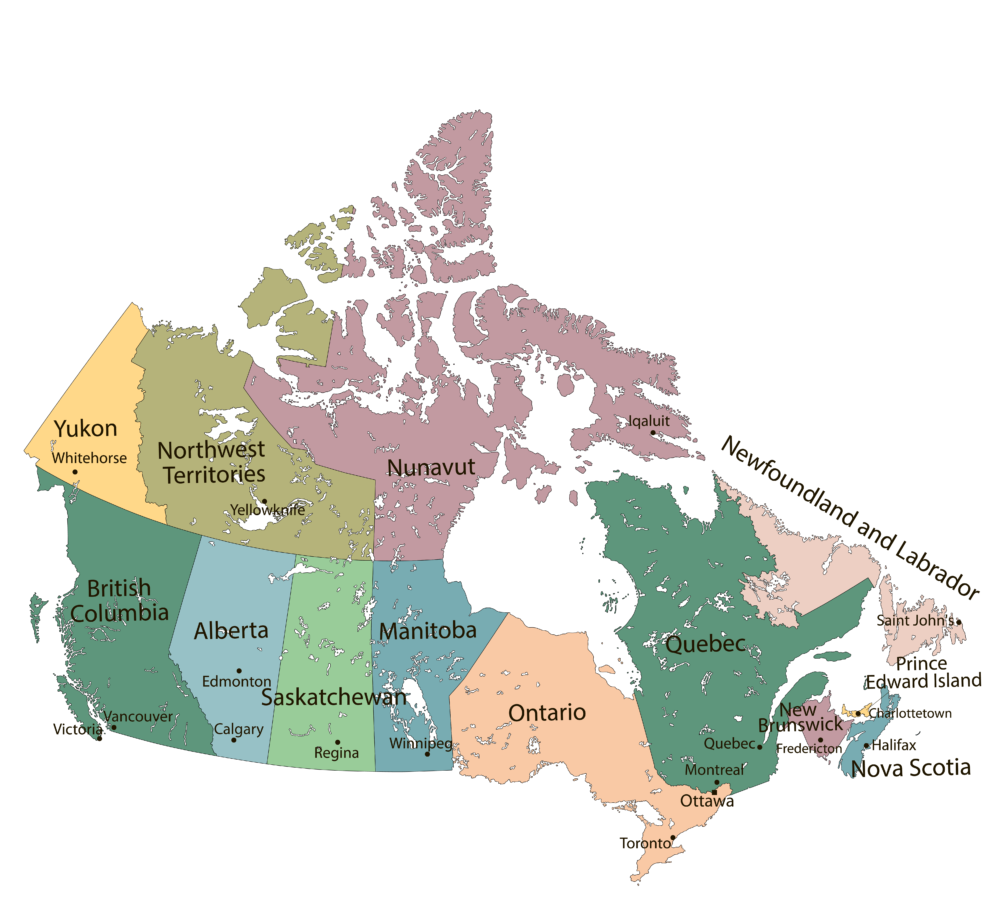 Iqaluit
Yukon
Whitehorse
Northwest
Territories
Nunavut
Newfoundland and Labrador
Yellowknife
British
Columbia
Alberta
Manitoba
Quebec
Saint John's
Prince
Edward Island
Edmonton
Saskatchewan
Ontario
New
Brunswick
Charlottetown
Vancouver
Victoria
Calgary
Regina
Winnipeg
Quebec
Fredericton
Halifax
Nova Scotia
Montreal
Ottawa
Toronto